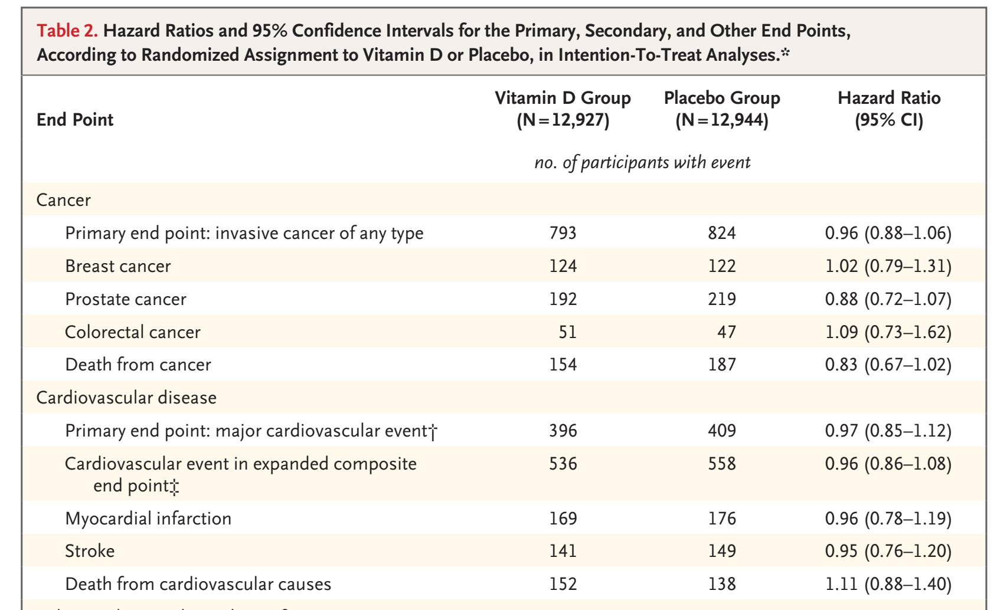 Table 2. Hazard Ratios and 95% Confidence Intervals for the Primary, Secondary, and Other End Points,
According to Randomized Assignment to Vitamin D or Placebo, in Intention-To-Treat Analyses.*
End Point Vitamin D Group (N=12,927) Placebo Group (N=12,944) Hazard Ratio (95% CI)
no. of participants with event
Cancer
Primary end point: invasive cancer of any type 793 824 0.96 (0.88–1.06)
Breast cancer 124 122 1.02 (0.79–1.31)
Prostate cancer 192 219 0.88 (0.72–1.07)
Colorectal cancer 51 47 1.09 (0.73–1.62)
Death from cancer 154 187 0.83 (0.67–1.02)
Cardiovascular disease
Primary end point: major cardiovascular event† 396 409 0.97 (0.85–1.12)
Cardiovascular event in expanded composite 536 558 0.96 (0.86–1.08)
end point‡
Myocardial infarction 169 176 0.96 (0.78–1.19)
Stroke 141 149 0.95 (0.76–1.20)
Death from cardiovascular causes 152 138 1.11 (0.88–1.40)